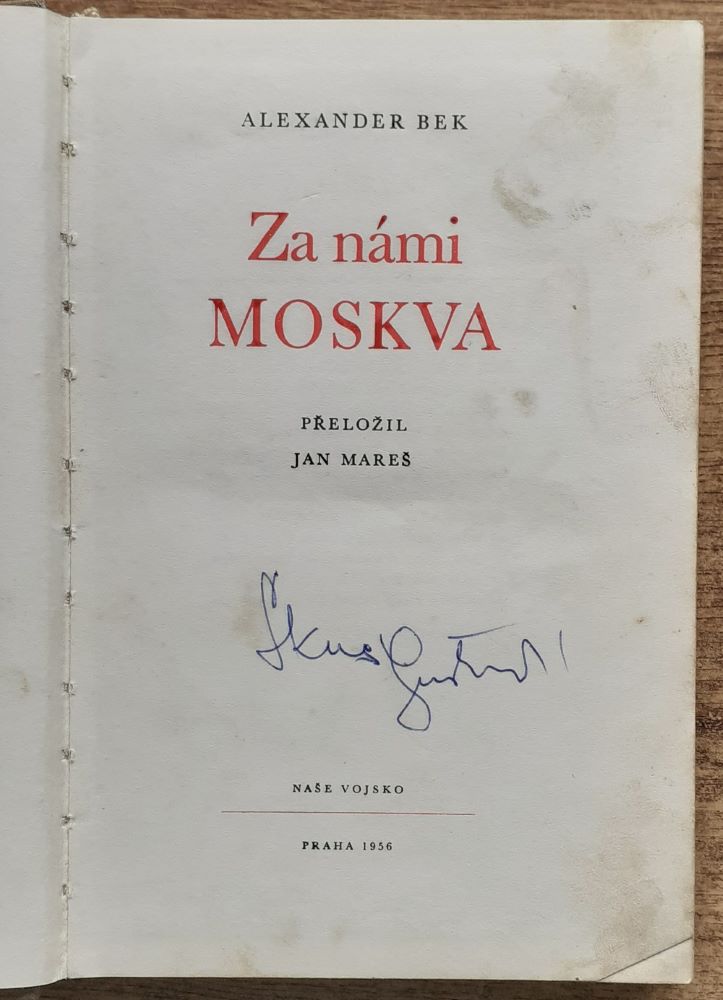 ALEXANDER BEK
Za námi
MOSKVA
PŘELOŽIL
JAN MAREŠ
NAŠE VOJSKO
PRAHA 1956